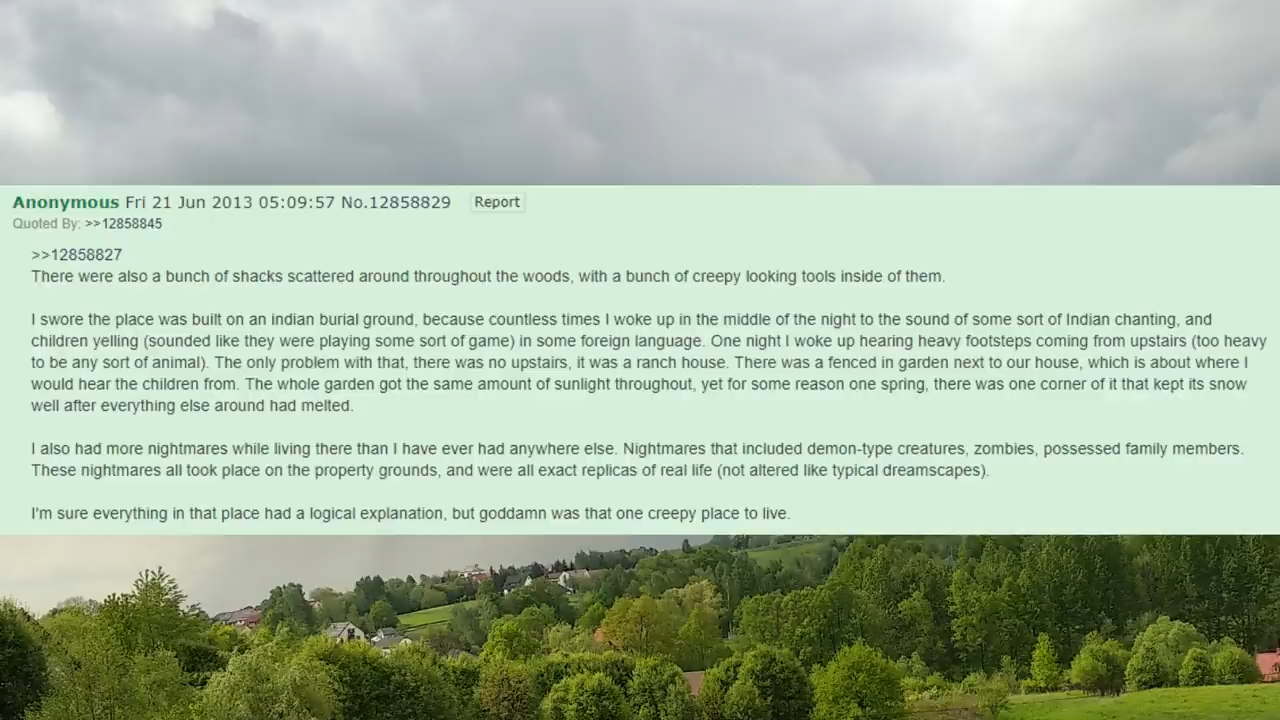 Anonymous Fri 21 Jun 2013 05:09:57 No.12858829 Report
Quoted By: >>12858845
>>12858827
There were also a bunch of shacks scattered around throughout the woods, with a bunch of creepy looking tools inside of them.
I swore the place was built on an indian burial ground, because countless times I woke up in the middle of the night to the sound of some sort of Indian chanting, and
children yelling (sounded like they were playing some sort of game) in some foreign language. One night I woke up hearing heavy footsteps coming from upstairs (too heavy
to be any sort of animal). The only problem with that, there was no upstairs, it was a ranch house. There was a fenced in garden next to our house, which is about where I
would hear the children from. The whole garden got the same amount of sunlight throughout, yet for some reason one spring, there was one corner of it that kept its snow
well after everything else around had melted.
I also had more nightmares while living there than I have ever had anywhere else. Nightmares that included demon-type creatures, zombies, possessed family members.
These nightmares all took place on the property grounds, and were all exact replicas of real life (not altered like typical dreamscapes).
I'm sure everything in that place had a logical explanation, but goddamn was that one creepy place to live.